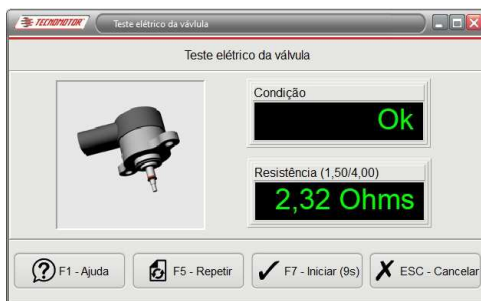 TECNOMOTOR Teste elétrico da vávlula
Teste elétrico da válvula
Condição
Ok
Resistência (1,50/4,00)
2,32 Ohms
F1 - Ajuda
F5 - Repetir
F7 - Iniciar (9s)
ESC - Cancelar